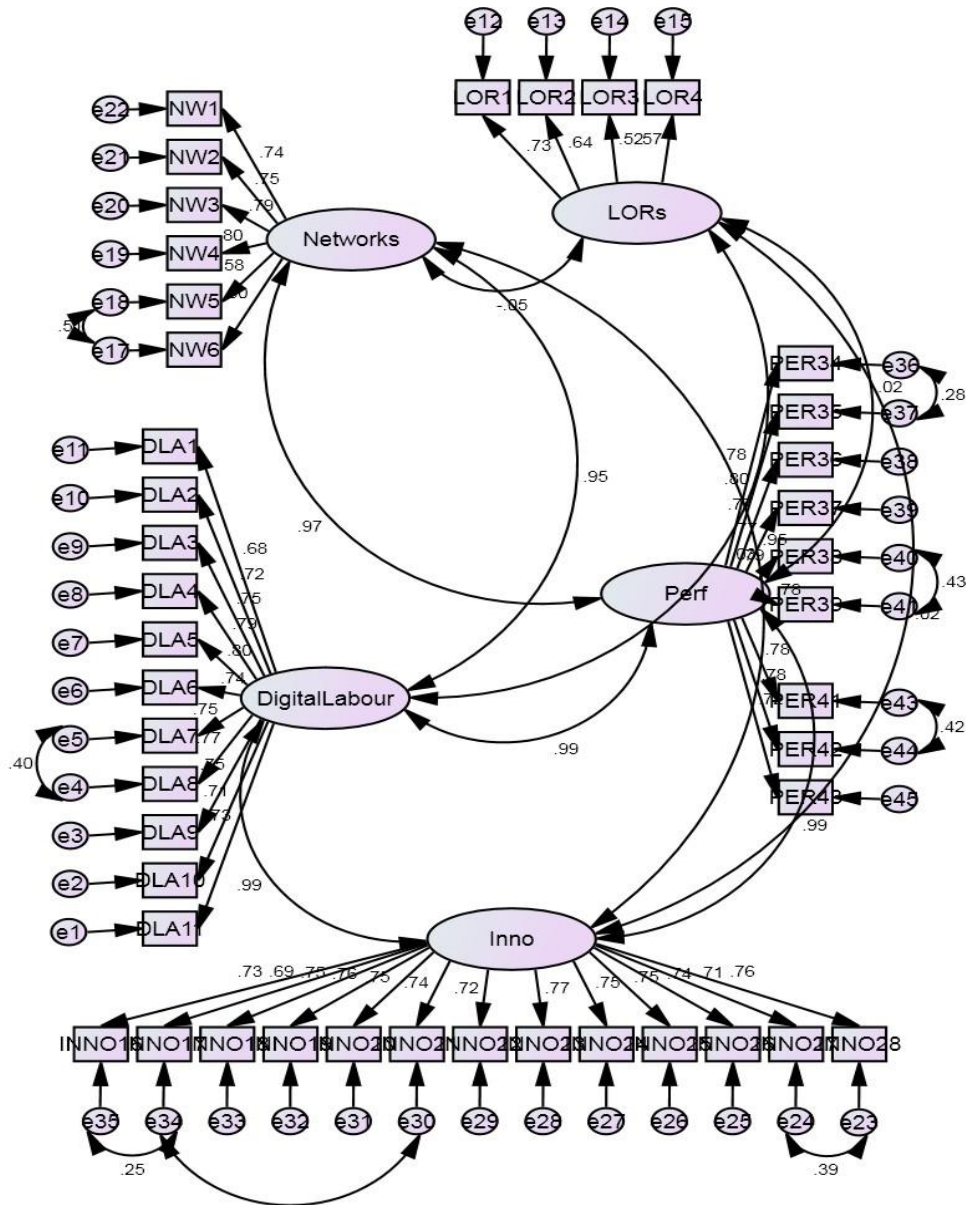 e12 e13 e14 e15
LOR1 LOR2 LOR3 LOR4
.73 .64 .52 .57
LORs
e22 NW1
e21 NW2
e20 NW3
e19 NW4
e18 NW5
e17 NW6
.74
.75
.79
.80
.58
Networks
-.05
e11 DLA1
e10 DLA2
e9 DLA3
e8 DLA4
e7 DLA5
e6 DLA6
e5 DLA7
e4 DLA8
e3 DLA9
e2 DLA10
e1 DLA11
.40
.68
.72
.75
.79
.80
.74
.75
.77
.75
.71
.73
DigitalLabour
.97
.95
.99
.99
PER34 e36
PER35 e37
PER36 e38
PER37 e39
e40
e41
PER41 e43
PER42 e44
PER43 e45
.02
.28
.43
.02
.42
.78
.80
.95
.78
.78
.78
Perf
.99
Inno
.73 .69 .75 .76 .75 .74 .72 .77 .75 .75 .74 .71 .76
INNO28
e35 e34 e33 e32 e31 e30 e29 e28 e27 e26 e25 e24 e23
.25 .39